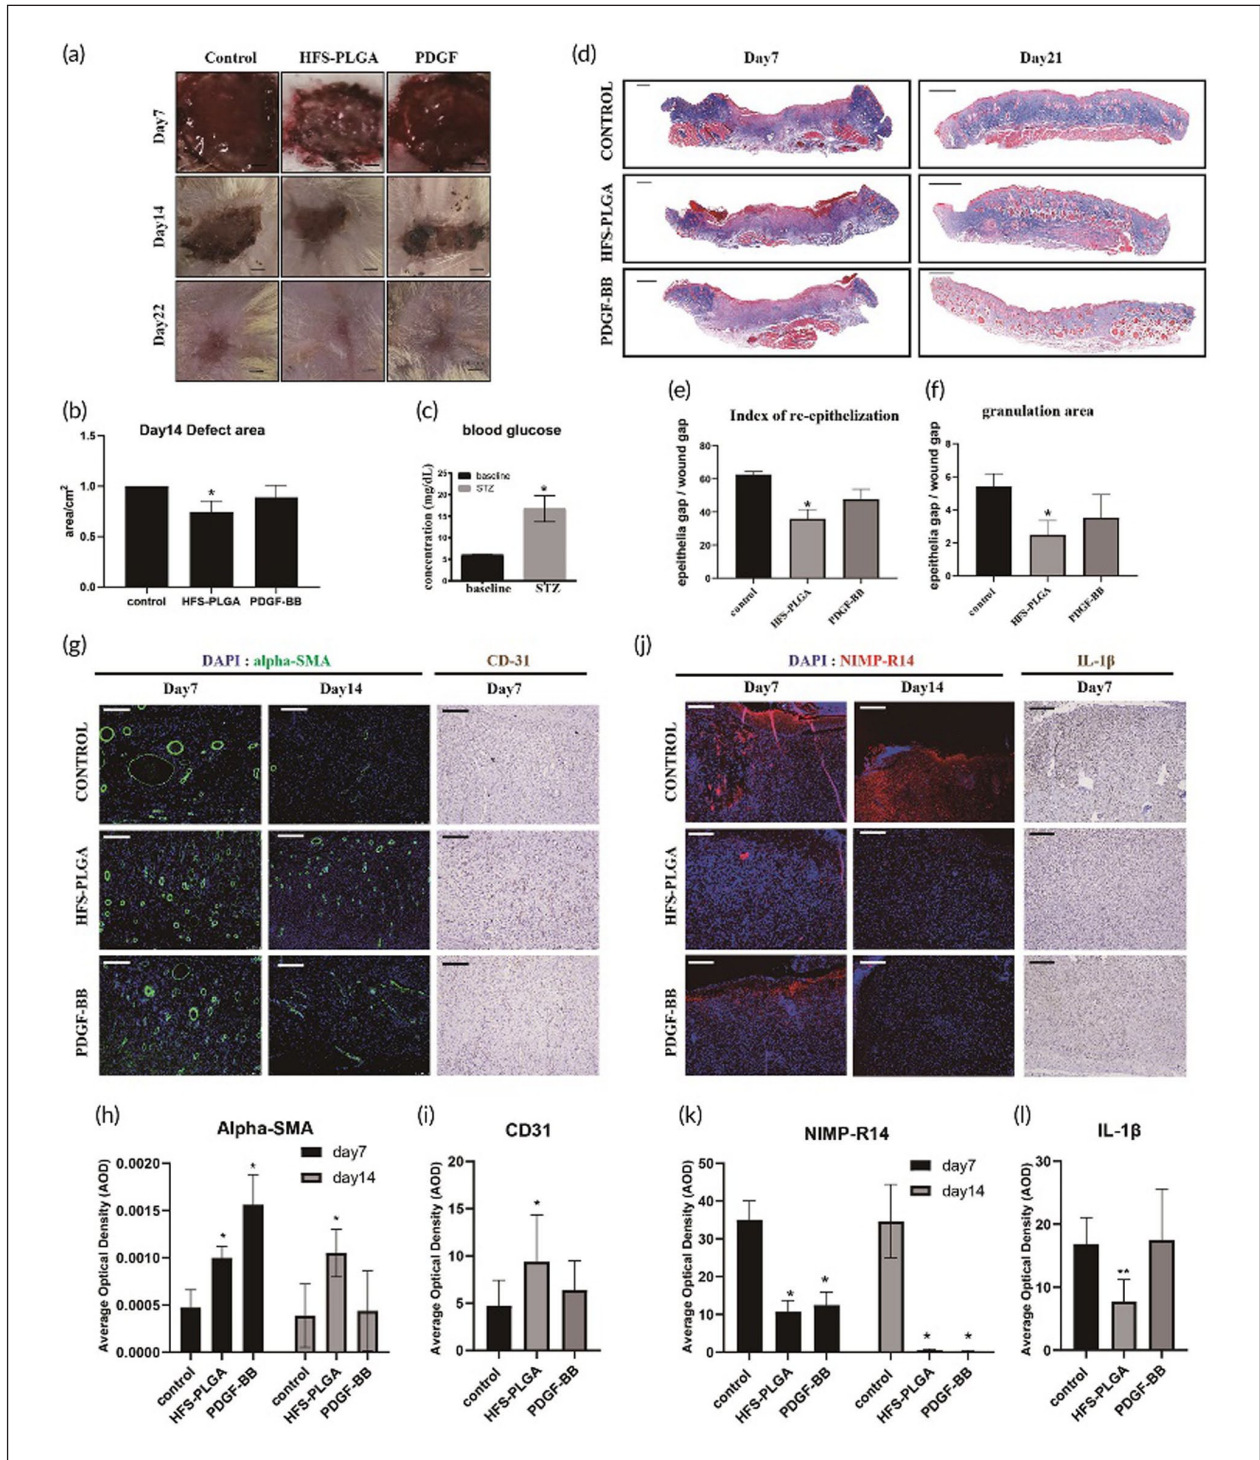 (a)
Control HFS-PLGA PDGF
Day7
Day14
Day22
(d)
Day7 Day21
CONTROL
HFS-PLGA
PDGF-BB
(b)
Day14 Defect area
area/cm²
1.5
1.0
0.5
0.0
*
control HFS-PLGA PDGF-BB
(c)
blood glucose
concentration (mg/dL)
25
20
15
10
5
0
baseline
STZ
*
baseline STZ
(e)
Index of re-epithelization
epeithelia gap / wound gap
80
60
40
20
0
*
control HFS-PLGA PDGF-BB
(f)
granulation area
epeithelia gap / wound gap
8
6
4
2
0
*
control HFS-PLGA PDGF-BB
(g)
DAPI : alpha-SMA CD-31
Day7 Day14 Day7
CONTROL
HFS-PLGA
PDGF-BB
(j)
DAPI : NIMP-R14 IL-1β
Day7 Day14 Day7
CONTROL
HFS-PLGA
PDGF-BB
(h)
Alpha-SMA
day7
day14
Average Optical Density (AOD)
0.0020
0.0015
0.0010
0.0005
0.0000
* * *
control HFS-PLGA PDGF-BB control HFS-PLGA PDGF-BB
(i)
CD31
Average Optical Density (AOD)
20
15
10
5
0
*
control HFS-PLGA PDGF-BB
(k)
NIMP-R14
day7
day14
Average Optical Density (AOD)
50
40
30
20
10
0
* * * *
control HFS-PLGA PDGF-BB control HFS-PLGA PDGF-BB
(l)
IL-1β
Average Optical Density (AOD)
30
20
10
0
**
control HFS-PLGA PDGF-BB